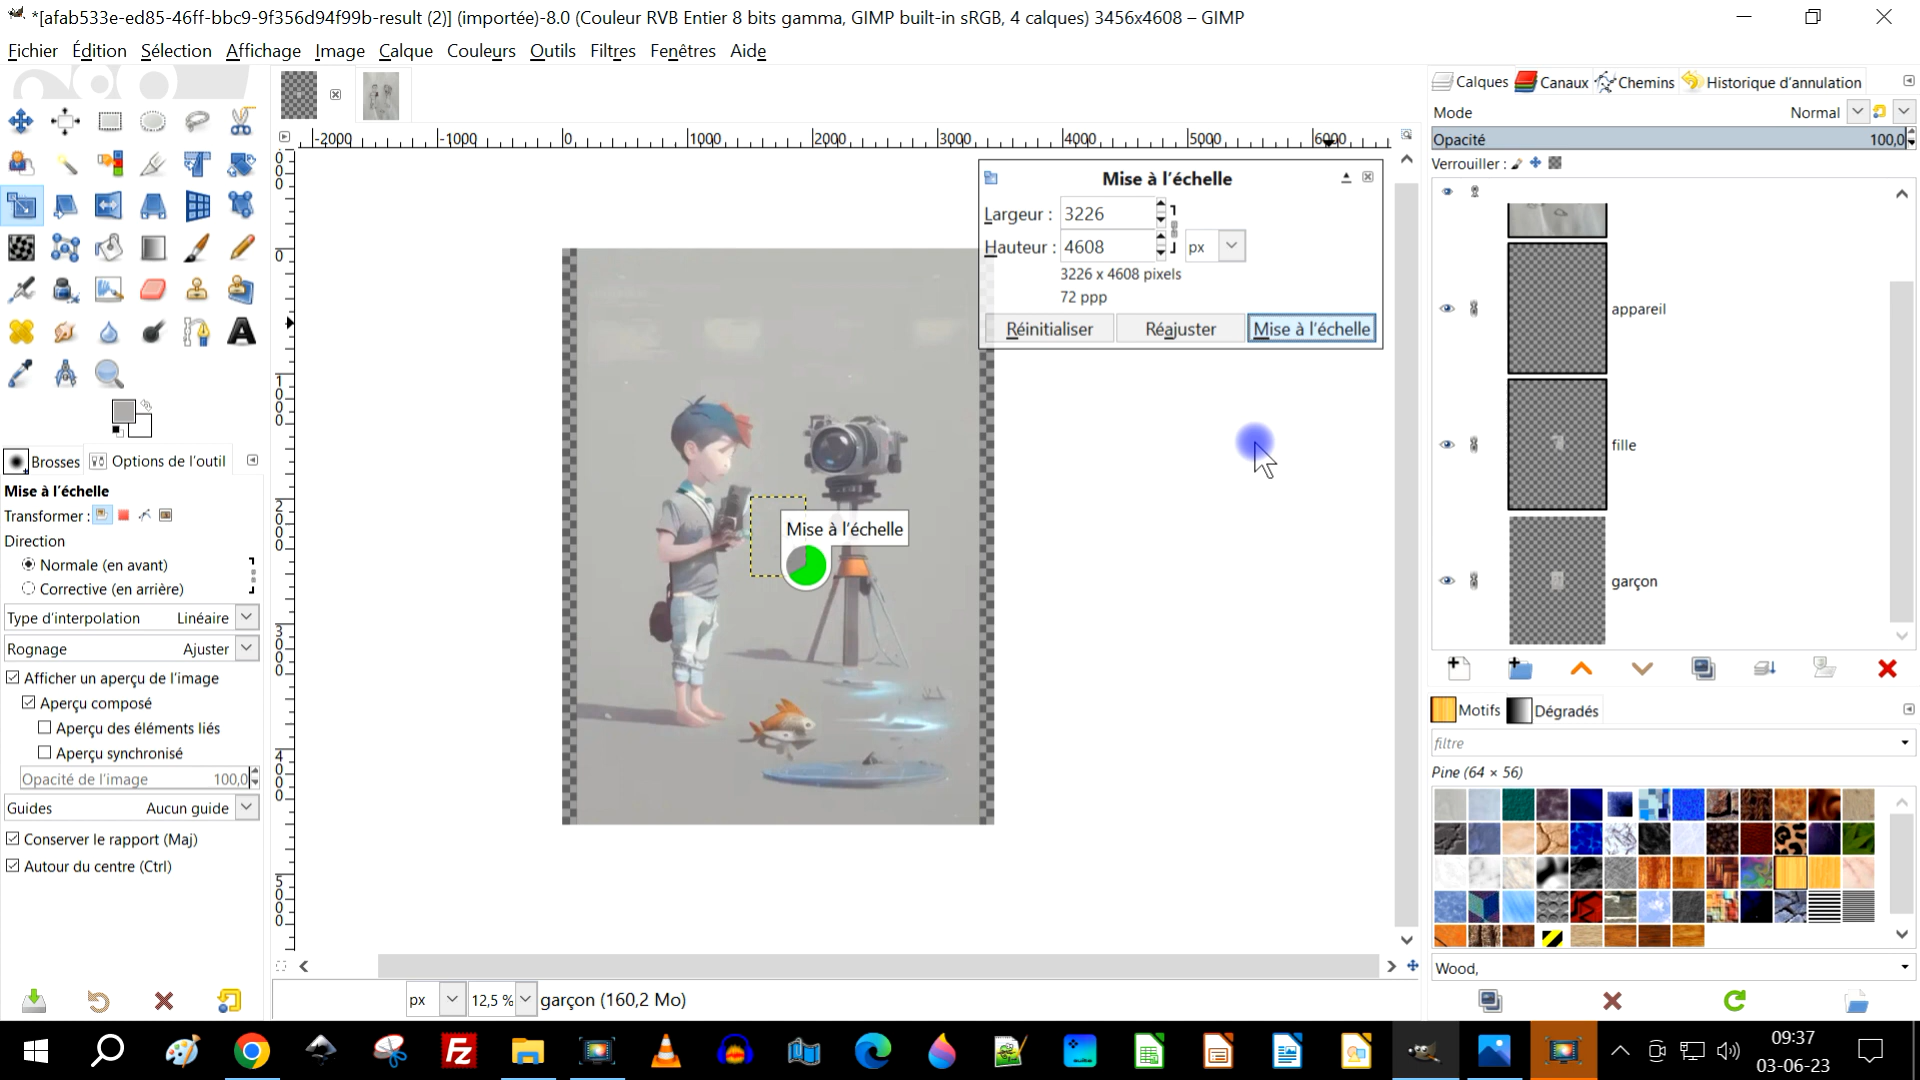 *[afab533e-ed85-46ff-bbc9-9f356d94f99b-result (2)] (importée)-8.0 (Couleur RVB Entier 8 bits gamma, GIMP built-in sRGB, 4 calques) 3456x4608 – GIMP
Fichier Édition Sélection Affichage Image Calque Couleurs Outils Filtres Fenêtres Aide
Calques Canaux Chemins Historique d'annulation
Mode Normal
Opacité 100,0
Verrouiller :
-2000 -1000 0 1000 2000 3000 4000 5000 6000
Mise à l'échelle
Largeur : 3226
Hauteur : 4608 px
3226 x 4608 pixels
72 ppp
Réinitialiser Réajuster Mise à l'échelle
appareil
fille
garçon
Mise à l'échelle
0
1000
2000
3000
4000
5000
Brosses Options de l'outil
Mise à l'échelle
Transformer :
Direction
Normale (en avant)
Corrective (en arrière)
Type d'interpolation Linéaire
Rognage Ajuster
Afficher un aperçu de l'image
Aperçu composé
Aperçu des éléments liés
Aperçu synchronisé
Opacité de l'image 100,0
Guides Aucun guide
Conserver le rapport (Maj)
Autour du centre (Ctrl)
Motifs Dégradés
filtre
Pine (64 × 56)
Wood,
px 12,5 % garçon (160,2 Mo)
Fz
09:37
03-06-23